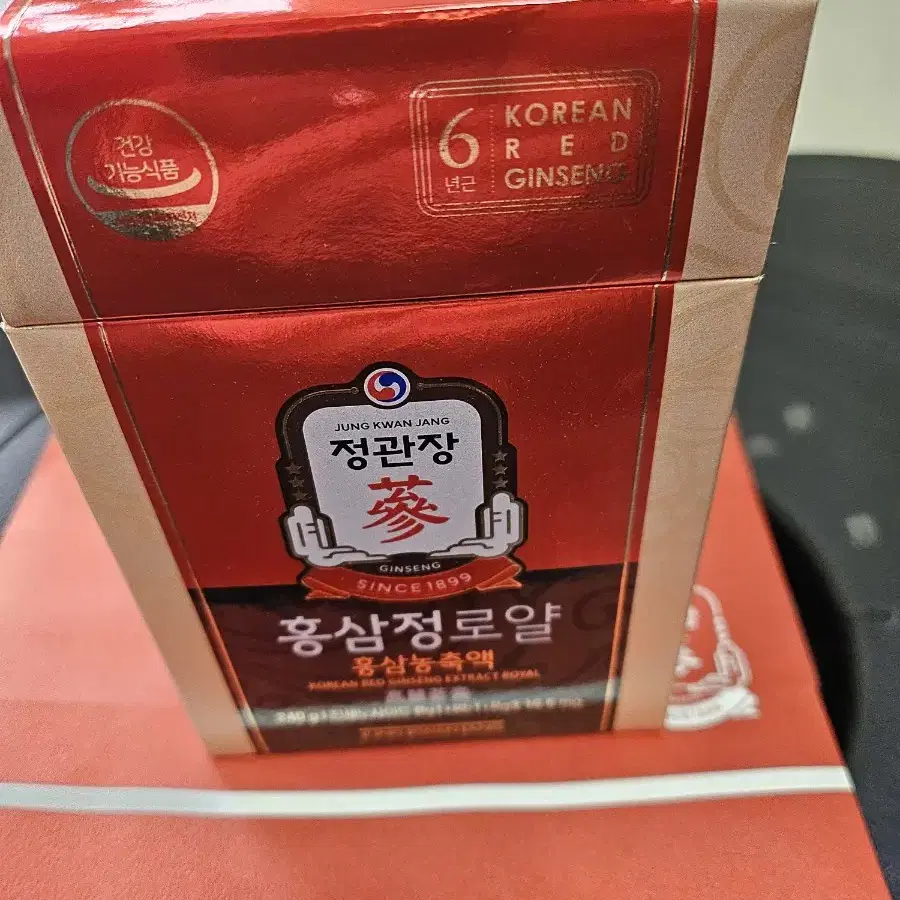 건강
기능식품
6
년근
KOREAN
RED
GINSENG
JUNG KWAN JANG
정관장
蔘
GINSENG
SINCE 1899
홍삼정로얄
홍삼농축액
KOREAN RED GINSENG EXTRACT ROYAL
240 g